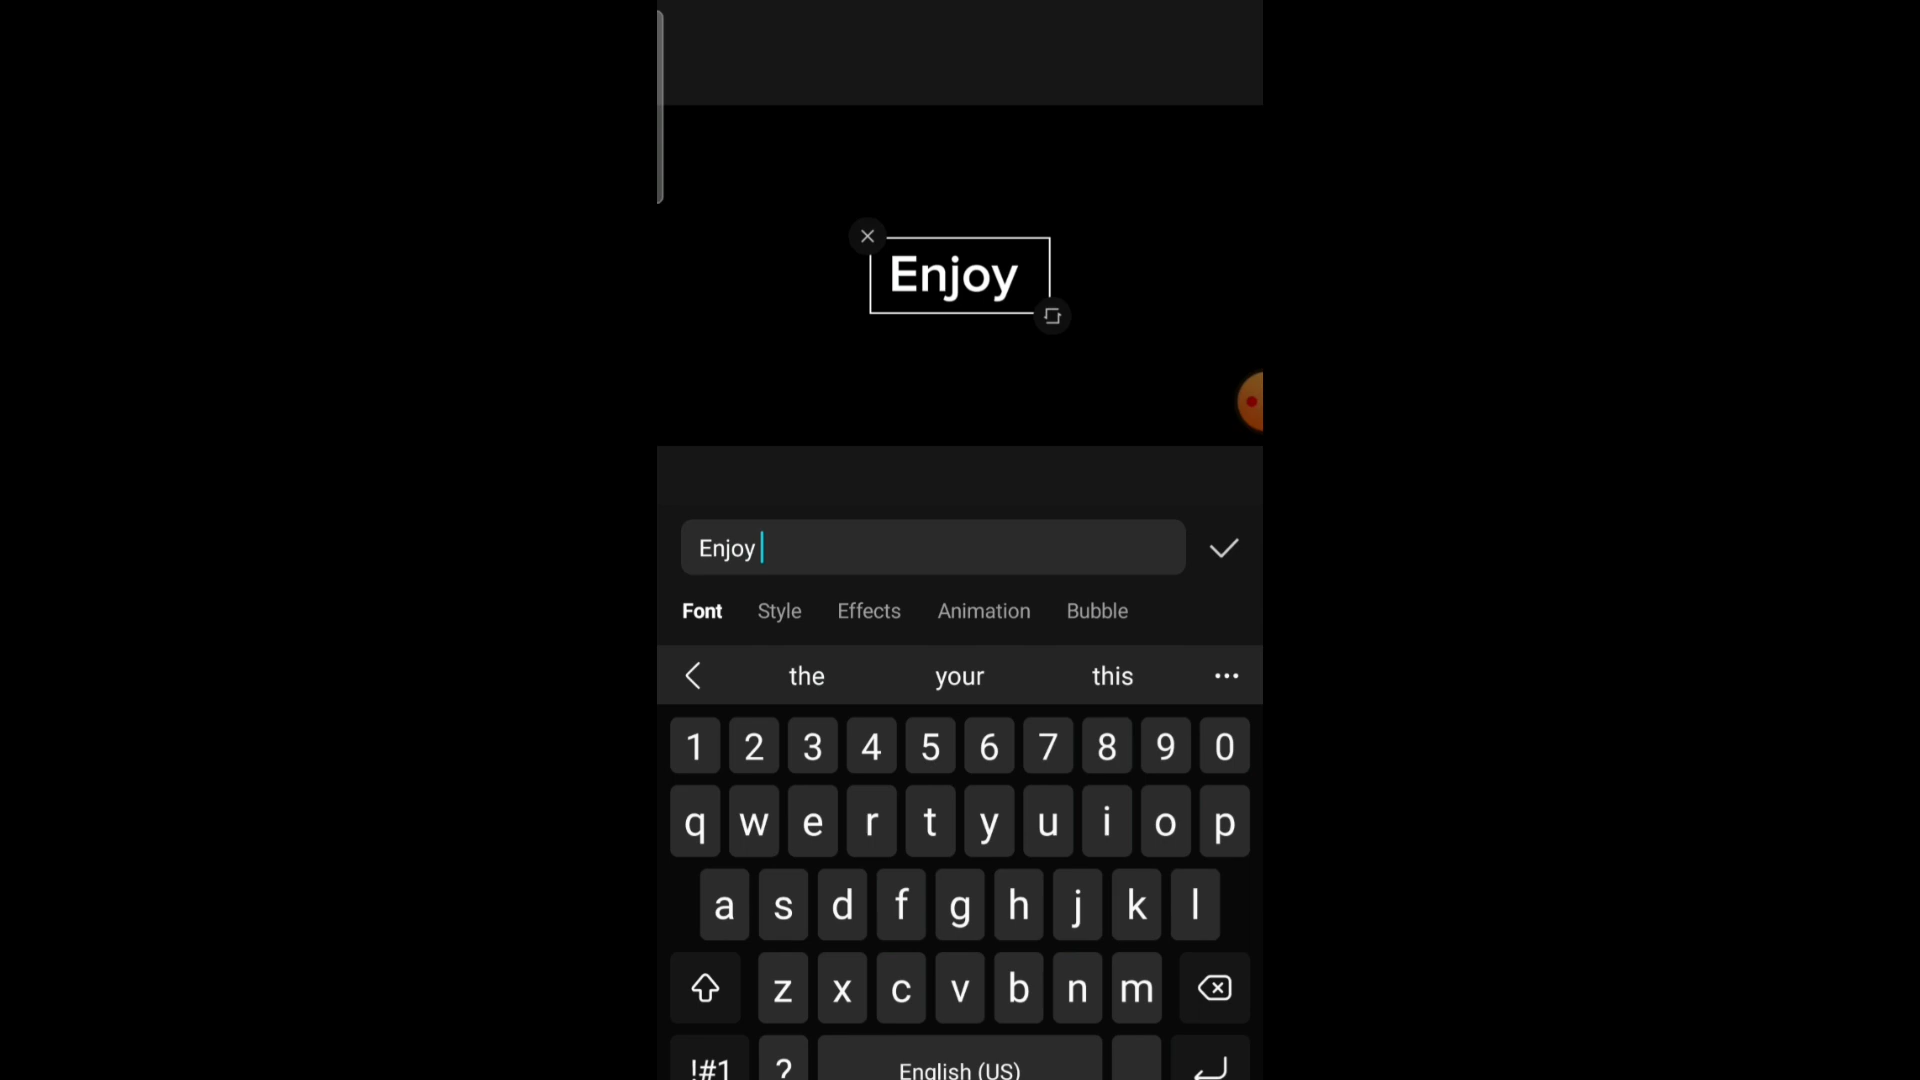 Enjoy
Enjoy
Font Style Effects Animation Bubble
the your this
1 2 3 4 5 6 7 8 9 0
q w e r t y u i o p
a s d f g h j k l
z x c v b n m
!#1 ? English (US)